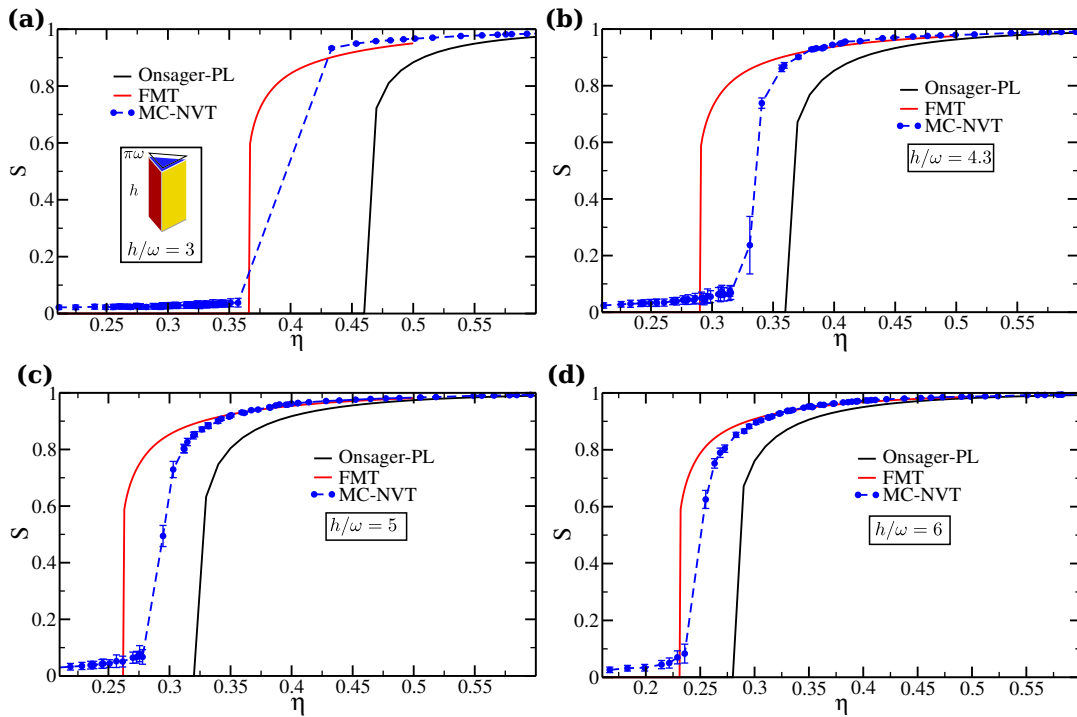 (a)
1
0.8
0.6
0.4
0.2
0
S
Onsager-PL
FMT
MC-NVT
πω
h
h/ω = 3
0.25
0.3
0.35
0.4
0.45
0.5
0.55
η
(b)
1
0.8
0.6
0.4
0.2
0
S
Onsager-PL
FMT
MC-NVT
h/ω = 4.3
0.25
0.3
0.35
0.4
0.45
0.5
0.55
η
(c)
1
0.8
0.6
0.4
0.2
0
S
Onsager-PL
FMT
MC-NVT
h/ω = 5
0.25
0.3
0.35
0.4
0.45
0.5
0.55
η
(d)
1
0.8
0.6
0.4
0.2
0
S
Onsager-PL
FMT
MC-NVT
h/ω = 6
0.2
0.25
0.3
0.35
0.4
0.45
0.5
0.55
η